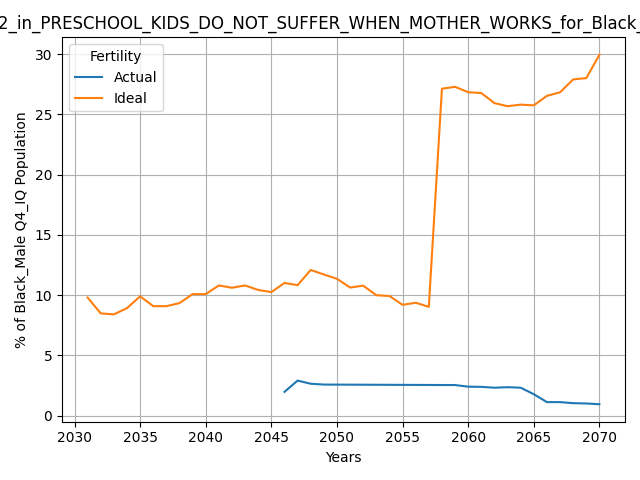 2_in_PRESCHOOL_KIDS_DO_NOT_SUFFER_WHEN_MOTHER_WORKS_for_Black_
Fertility
Actual
Ideal
% of Black_Male Q4_IQ Population
30
25
20
15
10
5
0
2030 2035 2040 2045 2050 2055 2060 2065 2070
Years